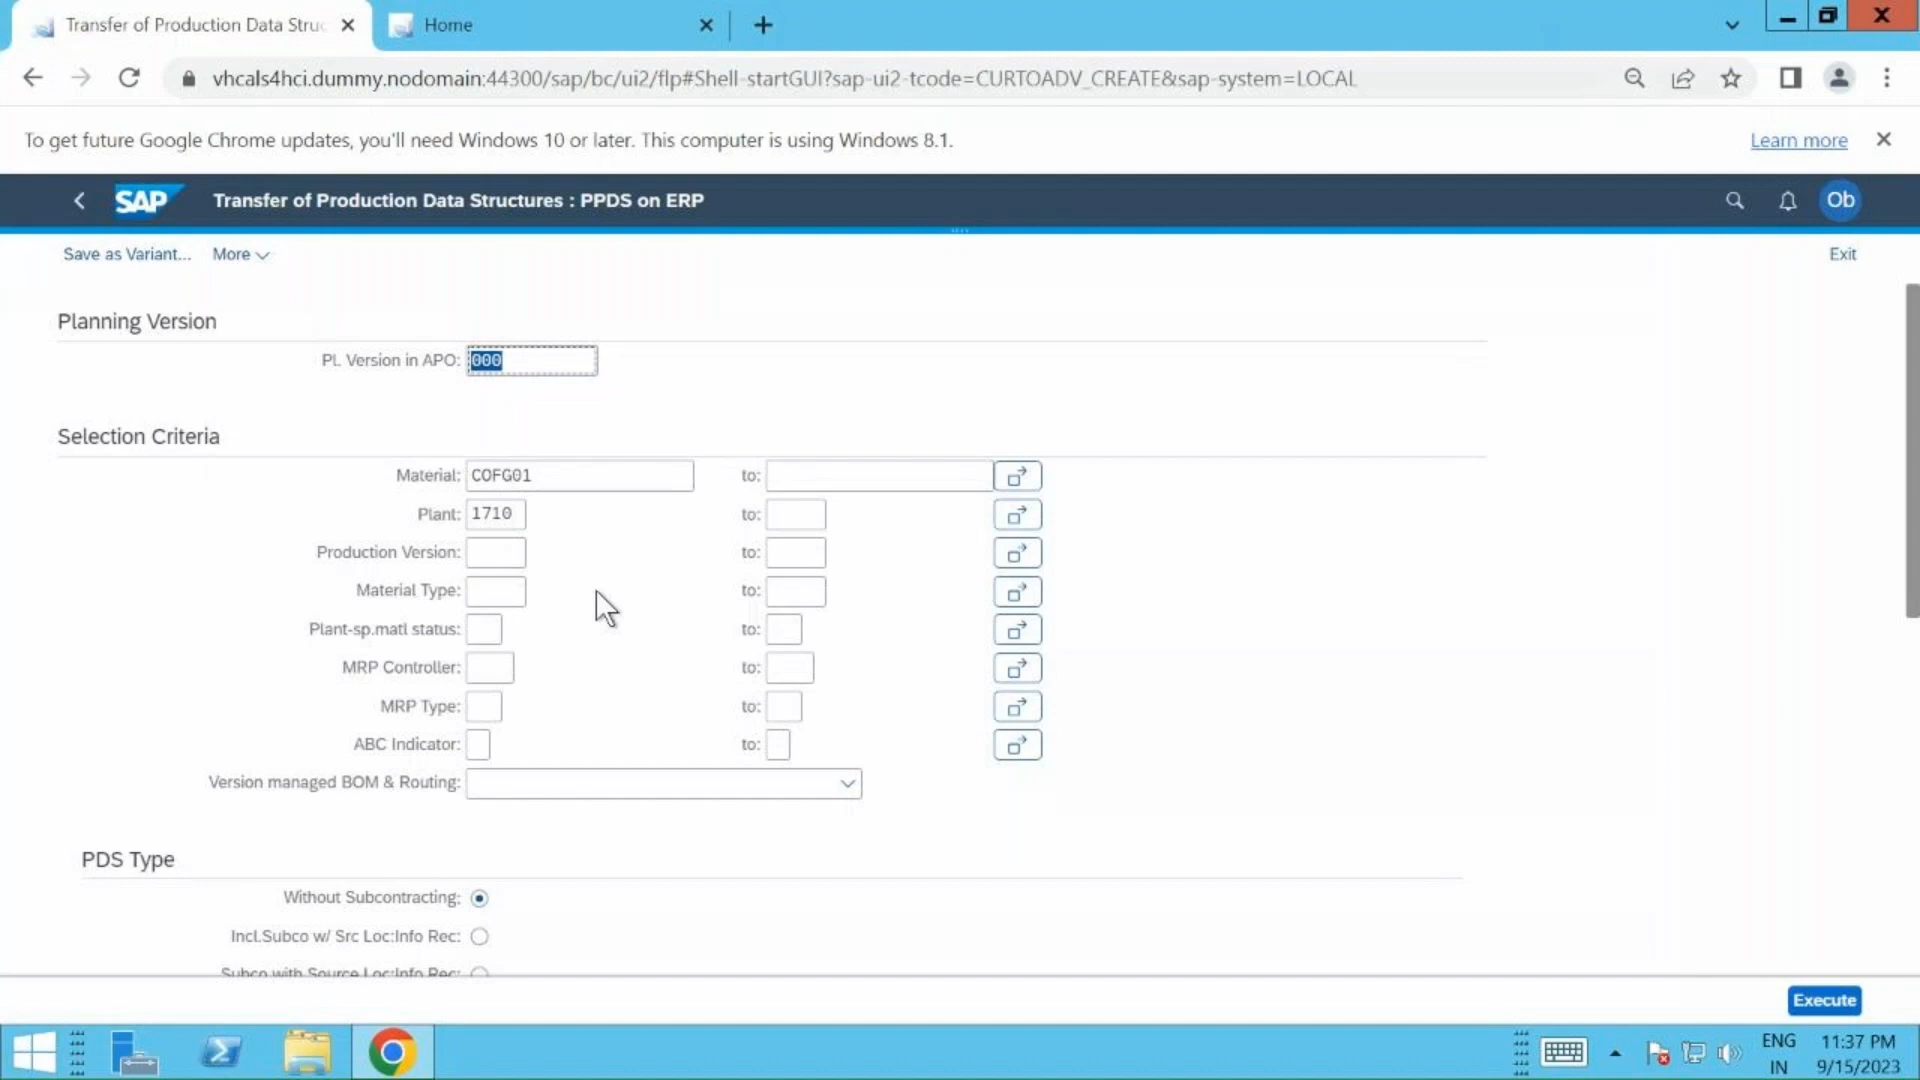 Transfer of Production Data Struc
Home
vhcals4hci.dummy.nodomain:44300/sap/bc/ui2/flp#Shell-startGUI?sap-ui2-tcode=CURTOADV_CREATE&sap-system=LOCAL
To get future Google Chrome updates, you'll need Windows 10 or later. This computer is using Windows 8.1.
Learn more
SAP
Transfer of Production Data Structures : PPDS on ERP
Ob
Save as Variant...
More
Exit
Planning Version
PL Version in APO: 000
Selection Criteria
Material: COFG01 to:
Plant: 1710 to:
Production Version: to:
Material Type: to:
Plant-sp.matl status: to:
MRP Controller: to:
MRP Type: to:
ABC Indicator: to:
Version managed BOM & Routing:
PDS Type
Without Subcontracting:
Incl.Subco w/ Src Loc:Info Rec:
Subco with Source Loc:Info Rec:
Execute
ENG
IN
11:37 PM
9/15/2023